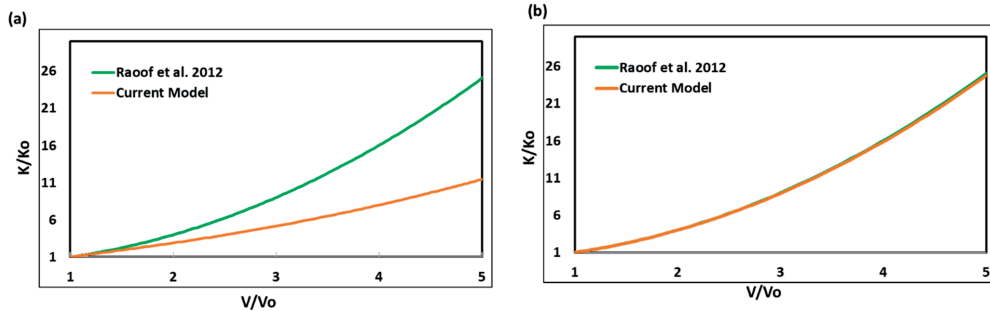 (a)
K/Ko
26
21
16
11
6
1
Raoof et al. 2012
Current Model
1 2 3 4 5
V/Vo
(b)
K/Ko
26
21
16
11
6
1
Raoof et al. 2012
Current Model
1 2 3 4 5
V/Vo